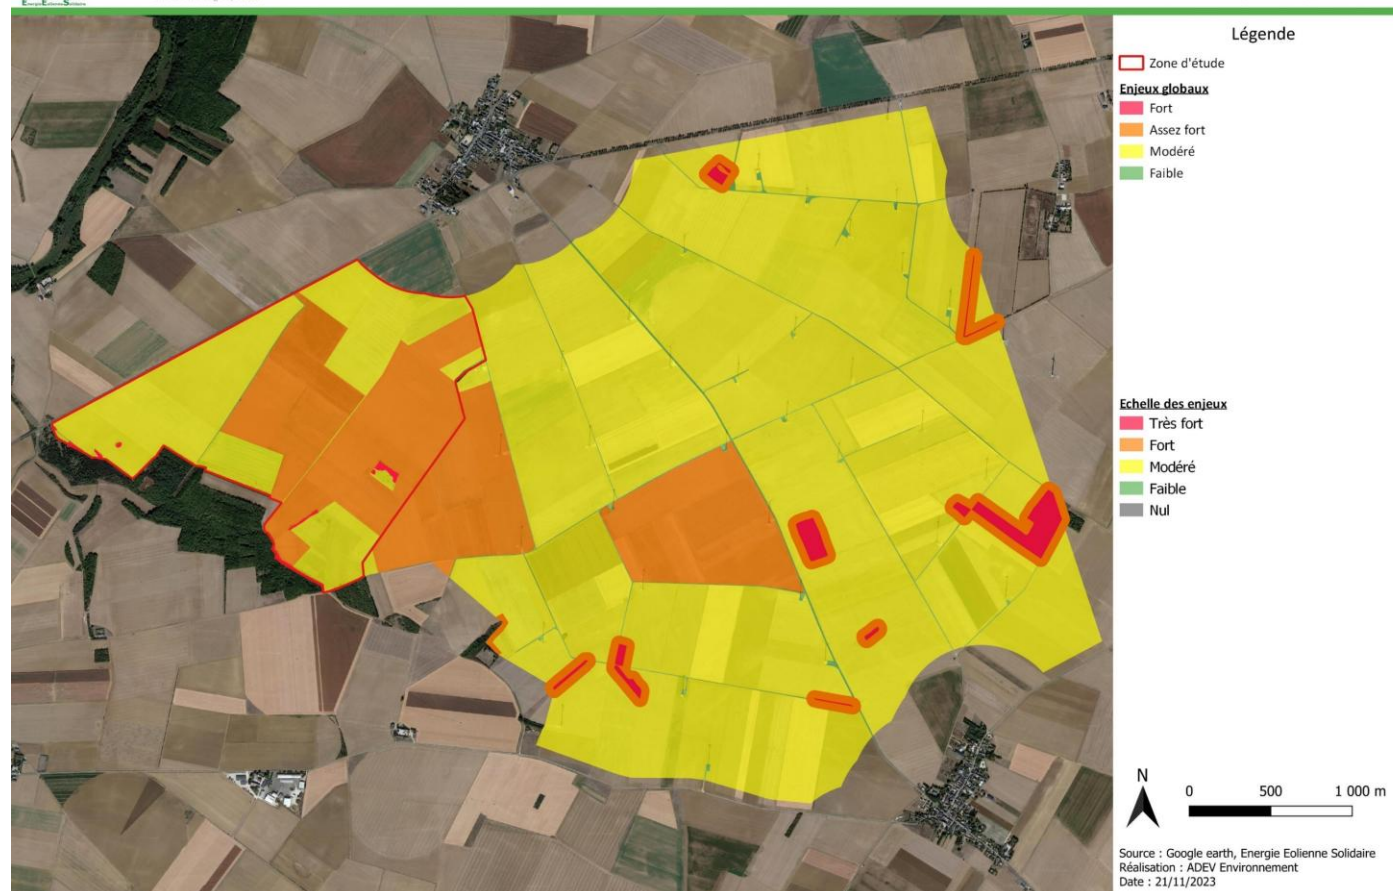 EnergieEolienneSolidaire
Légende
Zone d'étude
Enjeux globaux
Fort
Assez fort
Modéré
Faible
Echelle des enjeux
Très fort
Fort
Modéré
Faible
Nul
N
0 500 1 000 m
Source : Google earth, Energie Eolienne Solidaire
Réalisation : ADEV Environnement
Date : 21/11/2023